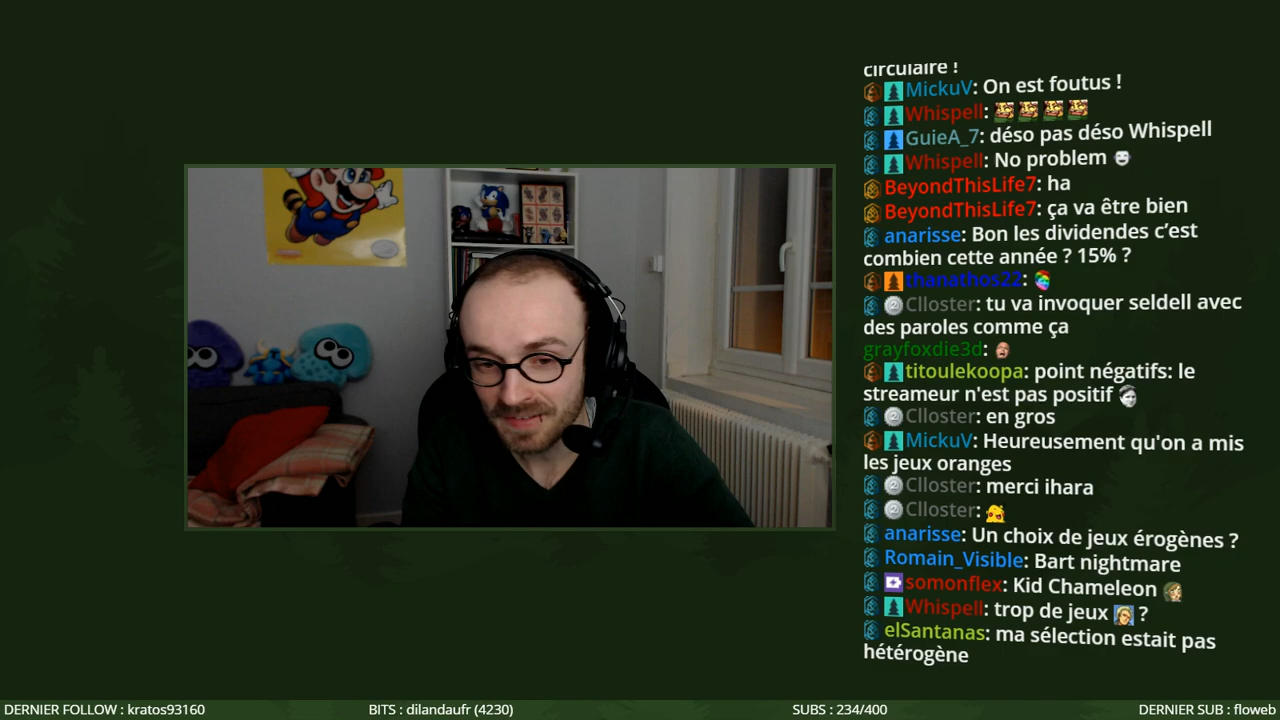 circulaire !
MickuV: On est foutus !
Whispell:
GuieA_7: déso pas déso Whispell
Whispell: No problem
BeyondThisLife7: ha
BeyondThisLife7: ça va être bien
anarisse: Bon les dividendes c’est
combien cette année ? 15% ?
thanathos22:
Clloster: tu va invoquer seldell avec
des paroles comme ça
grayfoxdie3d:
titoulekoopa: point négatifs: le
streameur n'est pas positif
Clloster: en gros
MickuV: Heureusement qu'on a mis
les jeux oranges
Clloster: merci ihara
Clloster:
anarisse: Un choix de jeux érogènes ?
Romain_Visible: Bart nightmare
somonflex: Kid Chameleon
Whispell: trop de jeux ?
elSantanas: ma sélection estait pas
hétérogène
DERNIER FOLLOW : kratos93160
BITS : dilandaufr (4230)
SUBS : 234/400
DERNIER SUB : floweb